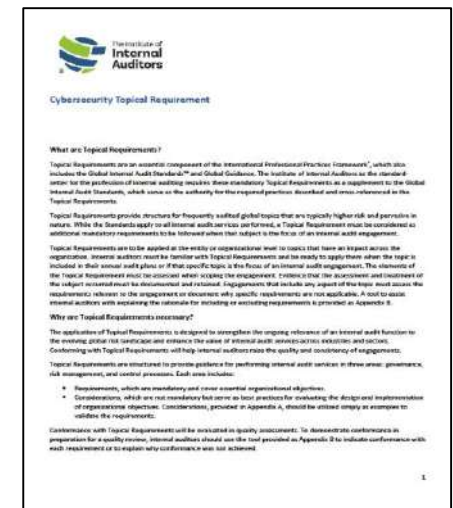 The Institute of
Internal
Auditors
Cybersecurity Topical Requirement
What are Topical Requirements?
Topical Requirements are an essential component of the International Professional Practices Framework®, which also
includes the Global Internal Audit Standards™ and Global Guidance. The Institute of Internal Auditors as the standard-
setter for the profession of internal auditing requires these mandatory Topical Requirements as a supplement to the Global
Internal Audit Standards, which serve as the authority for the required practices described and cross-referenced in the
Topical Requirements.
Topical Requirements provide structure for frequently audited global topics that are typically higher risk and pervasive in
nature. While the Standards apply to all internal audit services performed, a Topical Requirement must be considered as
additional mandatory requirements to be followed when that subject is the focus of an internal audit engagement.
Topical Requirements are to be applied at the entity or organizational level to topics that have an impact across the
organization. Internal auditors must be familiar with Topical Requirements and be ready to apply them when the topic is
included in their annual audit plans or if that specific topic is the focus of an internal audit engagement. The elements of
the Topical Requirement must be assessed when scoping the engagement. Evidence that the assessment and treatment of
the subject occurred must be documented and retained. Engagements that include any aspect of the topic must assess the
requirements relevant to the engagement or document why specific requirements are not applicable. A tool to assist
internal auditors with explaining the rationale for including or excluding requirements is provided as Appendix B.
Why are Topical Requirements necessary?
The application of Topical Requirements is designed to strengthen the ongoing relevance of an internal audit function to
the evolving global risk landscape and enhance the value of internal audit services across industries and sectors.
Conforming with Topical Requirements will help internal auditors raise the quality and consistency of engagements.
Topical Requirements are structured to provide guidance for performing internal audit services in three areas: governance,
risk management, and control processes. Each area includes:
• Requirements, which are mandatory and cover essential organizational objectives.
• Considerations, which are not mandatory but serve as best practices for evaluating the design and implementation
of organizational objectives. Considerations, provided in Appendix A, should be utilized simply as examples to
validate the requirements.
Conformance with Topical Requirements will be evaluated in quality assessments. To demonstrate conformance in
preparation for a quality review, internal auditors should use the tool provided as Appendix B to indicate conformance with
each requirement or to explain why conformance was not achieved.
1